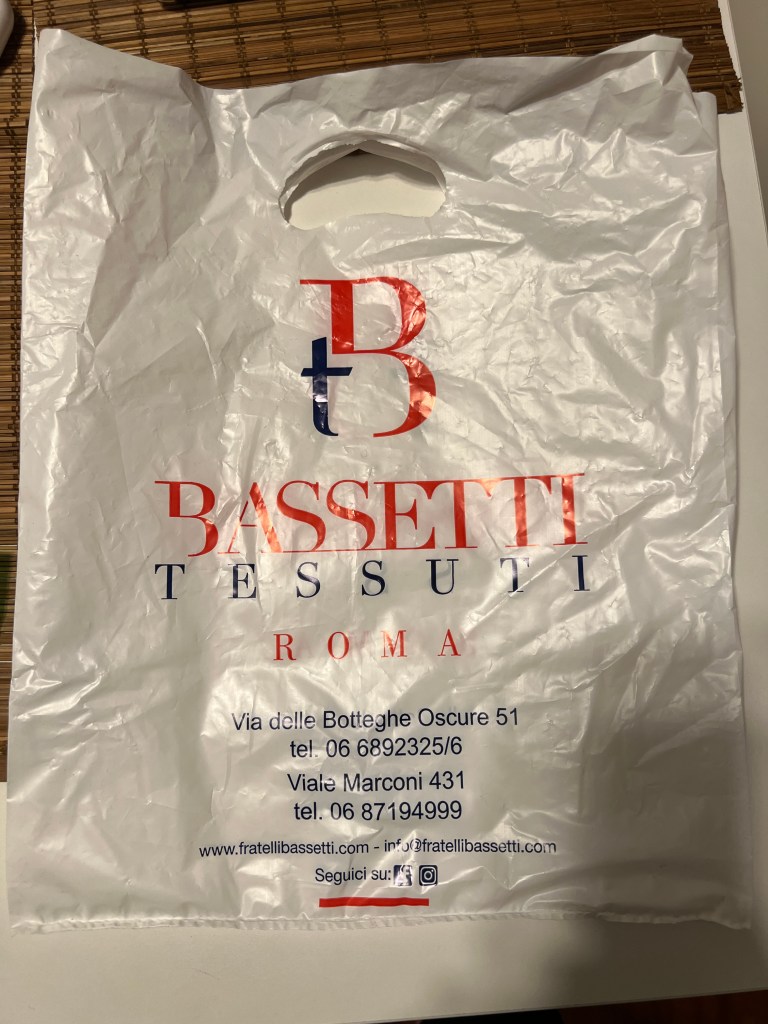 tB
BASSETTI
TESSUTI
ROMA
Via delle Botteghe Oscure 51
tel. 06 6892325/6
Viale Marconi 431
tel. 06 87194999
www.fratellibassetti.com - info@fratellibassetti.com
Seguici su: